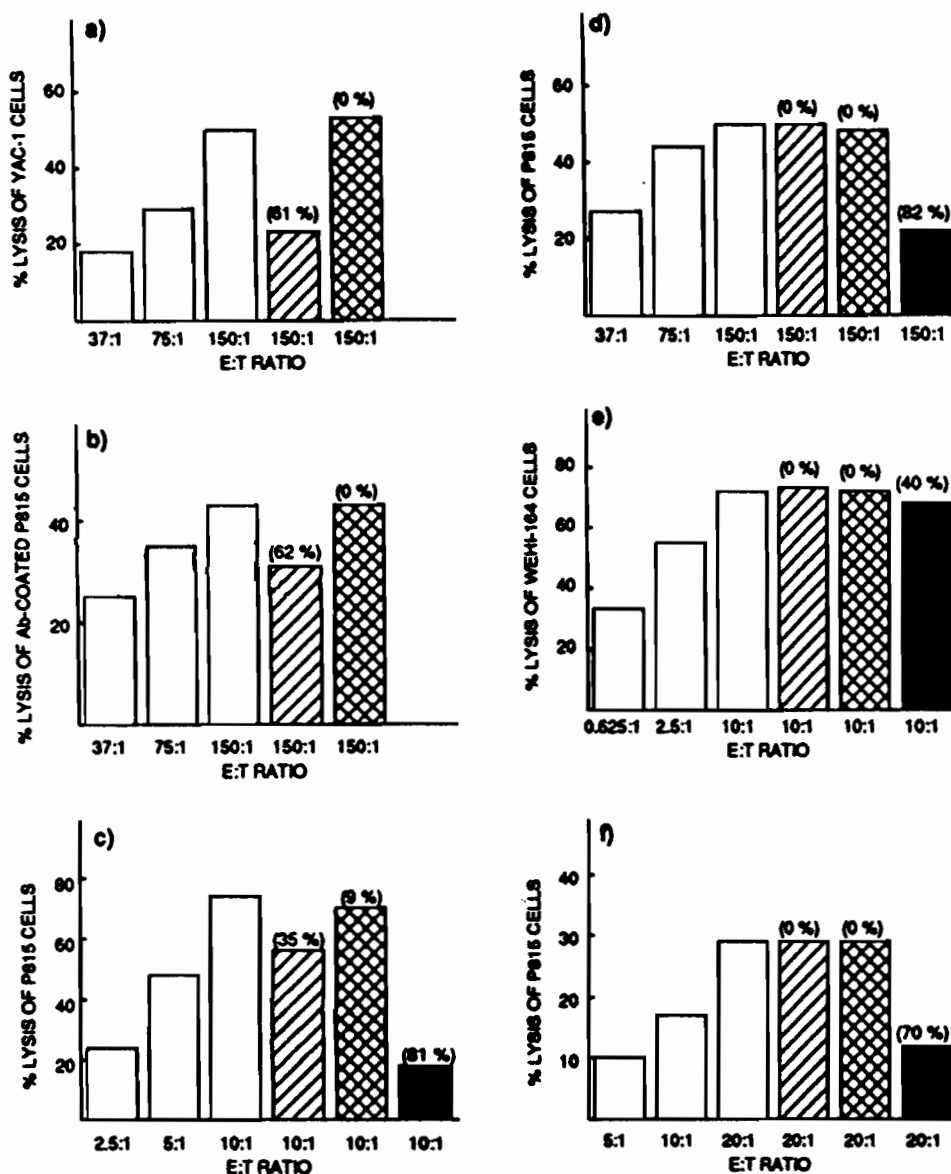 a)
% LYSIS OF YAC-1 CELLS
60
40
20
(61 %)
(0 %)
37:1 75:1 150:1 150:1 150:1
E:T RATIO
b)
% LYSIS OF Ab-COATED P815 CELLS
40
20
(62 %)
(0 %)
37:1 75:1 150:1 150:1 150:1
E:T RATIO
c)
% LYSIS OF P815 CELLS
80
60
40
20
(35 %)
(9 %)
(81 %)
2.5:1 5:1 10:1 10:1 10:1 10:1
E:T RATIO
d)
% LYSIS OF P815 CELLS
60
40
20
(0 %)
(0 %)
(82 %)
37:1 75:1 150:1 150:1 150:1 150:1
E:T RATIO
e)
% LYSIS OF WEHI-164 CELLS
80
60
40
20
(0 %)
(0 %)
(40 %)
0.625:1 2.5:1 10:1 10:1 10:1 10:1
E:T RATIO
f)
% LYSIS OF P815 CELLS
40
30
20
10
(0 %)
(0 %)
(70 %)
5:1 10:1 20:1 20:1 20:1 20:1
E:T RATIO